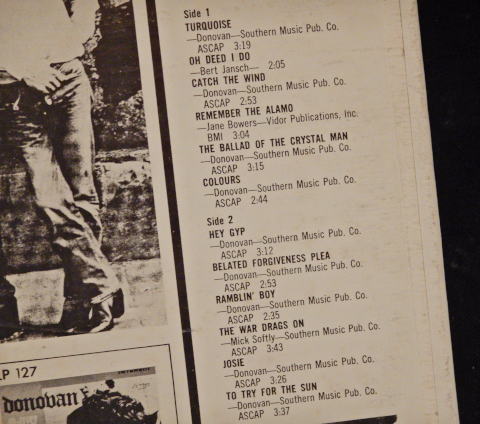 Side 1
TURQUOISE
—Donovan—Southern Music Pub. Co.
ASCAP 3:19
OH DEED I DO
—Bert Jansch— 2:05
CATCH THE WIND
—Donovan—Southern Music Pub. Co.
ASCAP 2:53
REMEMBER THE ALAMO
—Jane Bowers—Vidor Publications, Inc.
BMI 3:04
THE BALLAD OF THE CRYSTAL MAN
—Donovan—Southern Music Pub. Co.
ASCAP 3:15
COLOURS
—Donovan—Southern Music Pub. Co.
ASCAP 2:44
Side 2
HEY GYP
—Donovan—Southern Music Pub. Co.
ASCAP 3:12
BELATED FORGIVENESS PLEA
—Donovan—Southern Music Pub. Co.
ASCAP 2:53
RAMBLIN' BOY
—Donovan—Southern Music Pub. Co.
ASCAP 2:35
THE WAR DRAGS ON
—Mick Softly—Southern Music Pub. Co.
ASCAP 3:43
JOSIE
—Donovan—Southern Music Pub. Co.
ASCAP 3:26
TO TRY FOR THE SUN
—Donovan—Southern Music Pub. Co.
ASCAP 3:37
LP 127
donovan